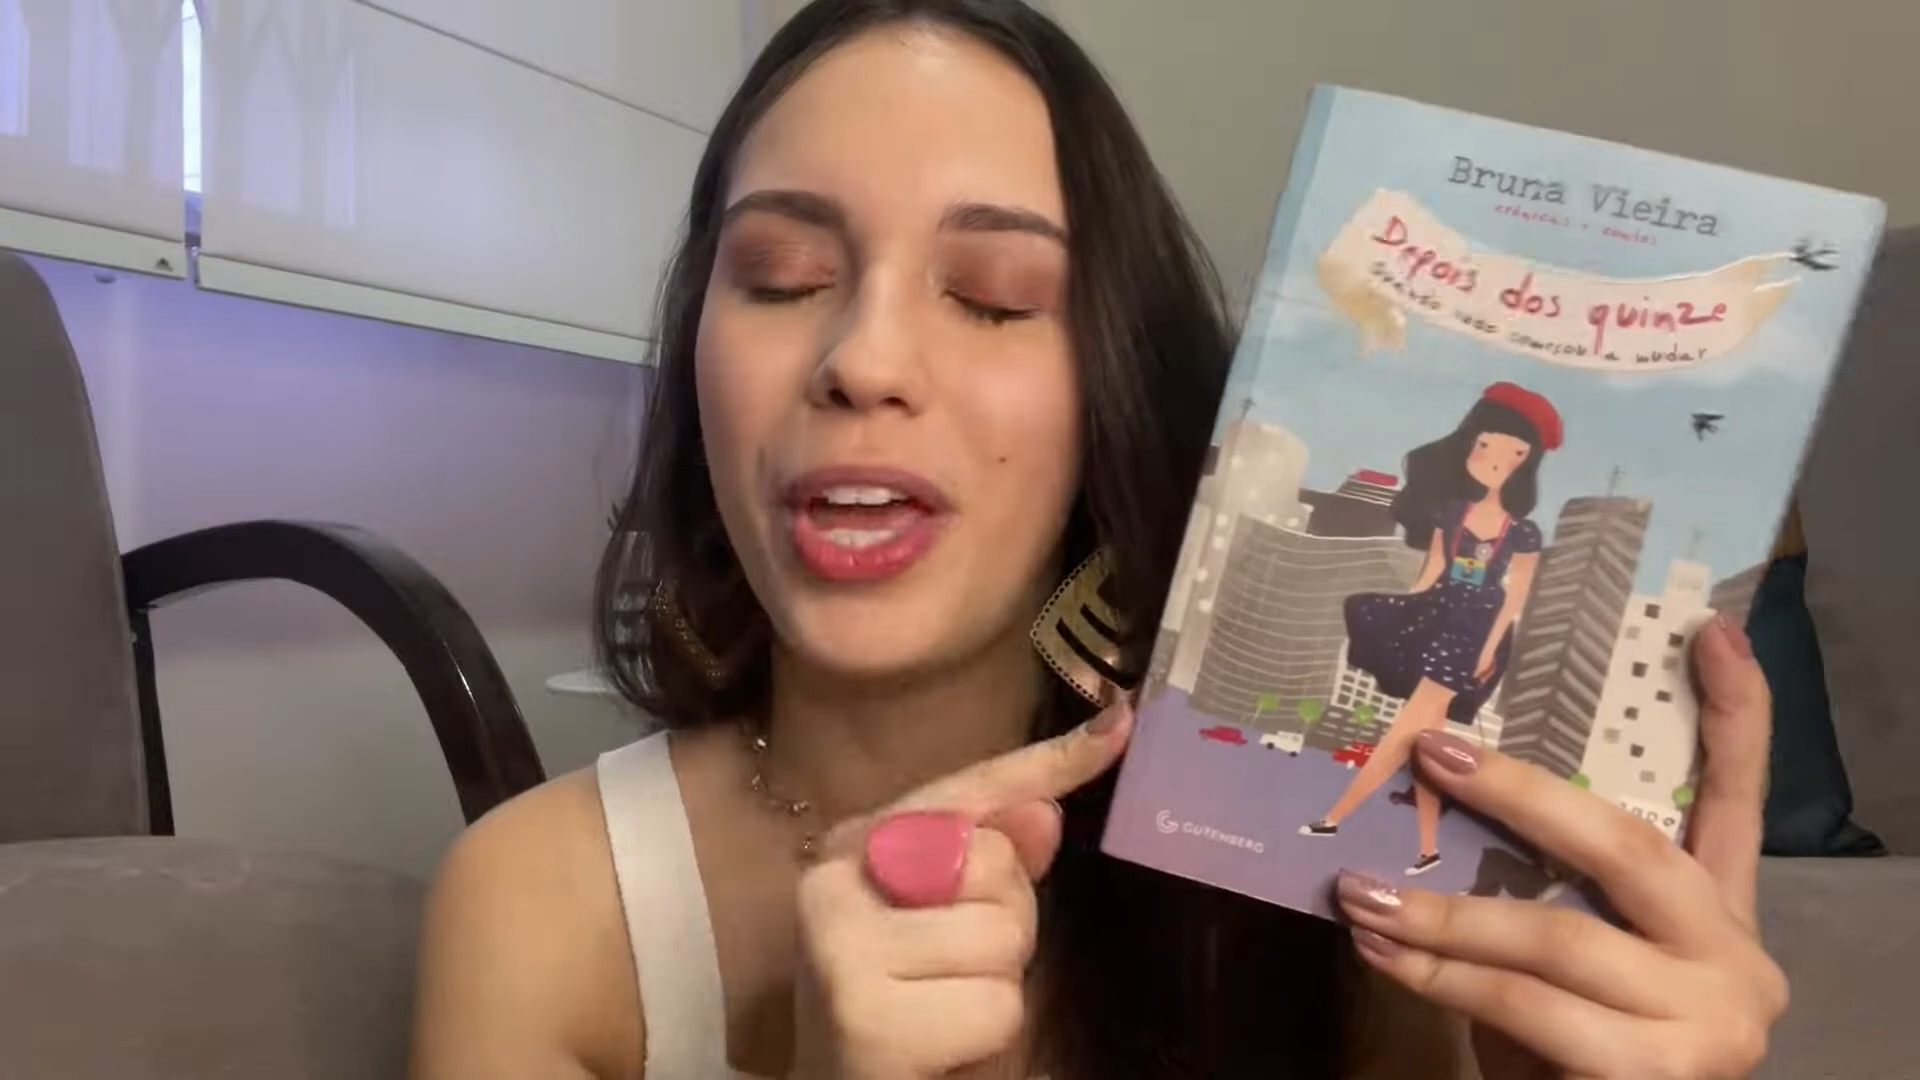 Bruna Vieira
crônicas e contos
Depois dos quinze
quando tudo começou a mudar
GUTENBERG